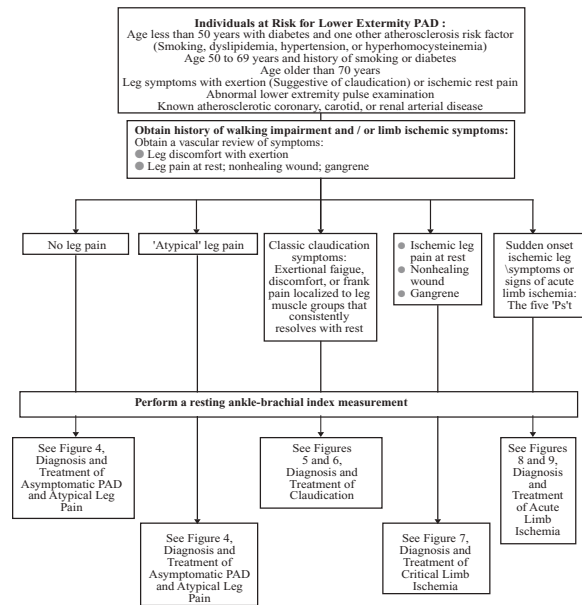 Individuals at Risk for Lower Extermity PAD :
Age less than 50 years with diabetes and one other atherosclerosis risk factor
(Smoking, dyslipidemia, hypertension, or hyperhomocysteinema)
Age 50 to 69 years and history of smoking or diabetes
Age older than 70 years
Leg symptoms with exertion (Suggestive of claudication) or ischemic rest pain
Abnormal lower extremity pulse examination
Known atherosclerotic coronary, carotid, or renal arterial disease
Obtain history of walking impairment and / or limb ischemic symptoms:
Obtain a vascular review of symptoms:
Leg discomfort with exertion
Leg pain at rest; nonhealing wound; gangrene
No leg pain
'Atypical' leg pain
Classic claudication
symptoms:
Exertional faigue,
discomfort, or frank
pain localized to leg
muscle groups that
consistently
resolves with rest
Ischemic leg
pain at rest
Nonhealing
wound
Gangrene
Sudden onset
ischemic leg
\symptoms or
signs of acute
limb ischemia:
The five 'Ps't
Perform a resting ankle-brachial index measurement
See Figure 4,
Diagnosis and
Treatment of
Asymptomatic PAD
and Atypical Leg
Pain
See Figure 4,
Diagnosis and
Treatment of
Asymptomatic PAD
and Atypical Leg
Pain
See Figures
5 and 6,
Diagnosis and
Treatment
of Claudication
See Figure 7,
Diagnosis and
Treatment of
Critical Limb
Ischemia
See Figures
8 and 9,
Diagnosis
and
Treatment
of Acute
Limb
Ischemia